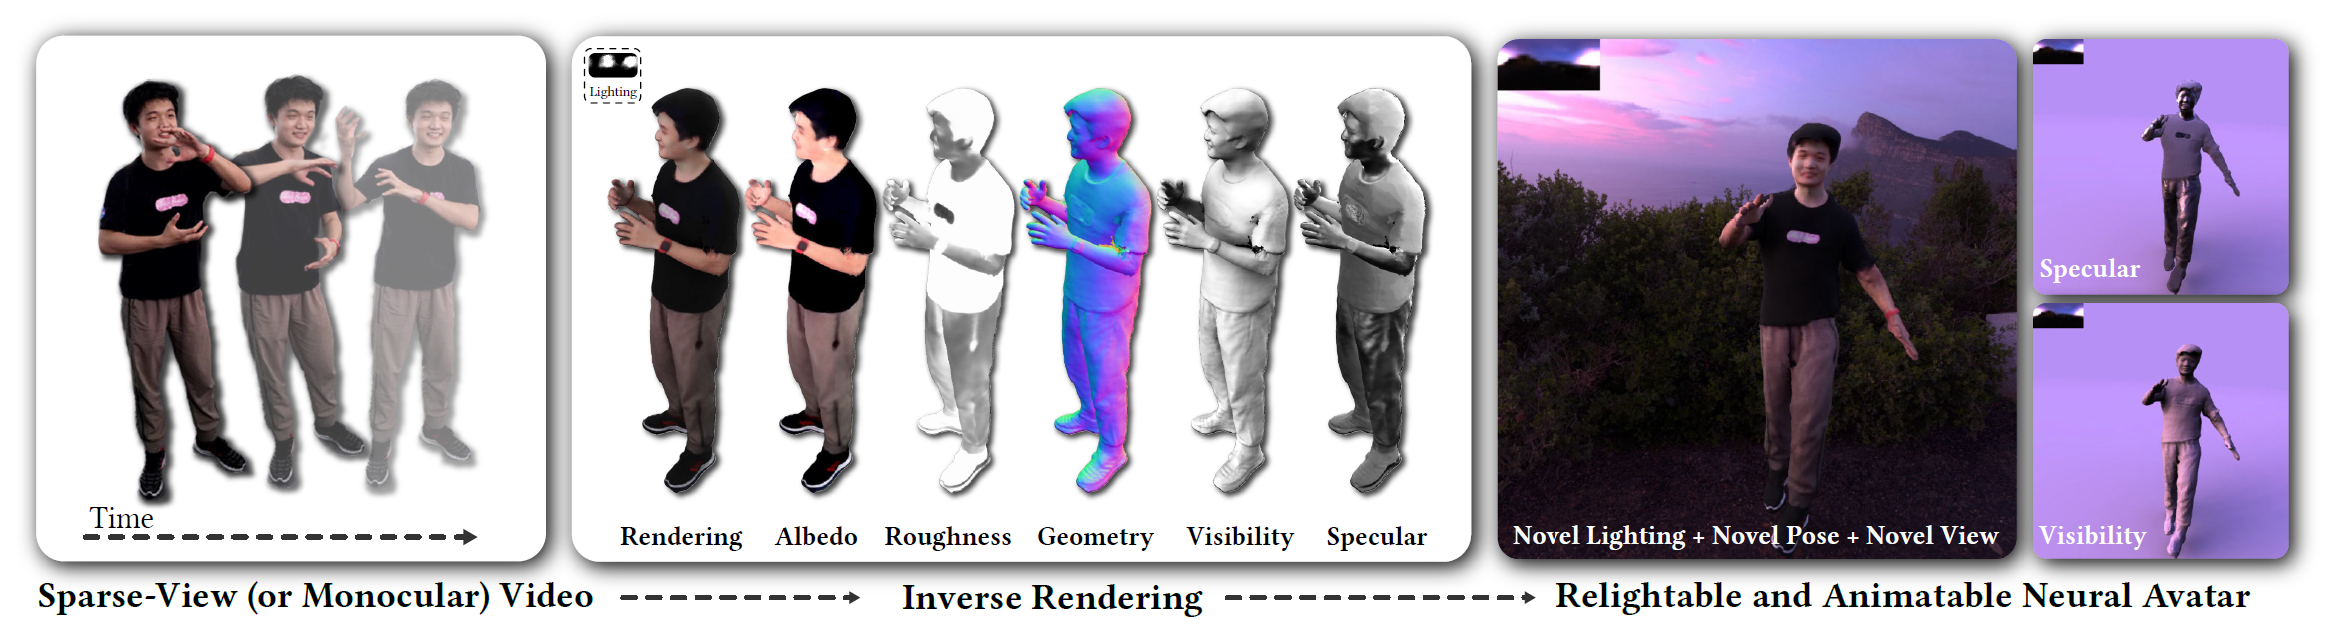 Time
Sparse-View (or Monocular) Video
Lighting
Rendering
Albedo
Roughness
Geometry
Visibility
Specular
Inverse Rendering
Novel Lighting + Novel Pose + Novel View
Specular
Visibility
Relightable and Animatable Neural Avatar